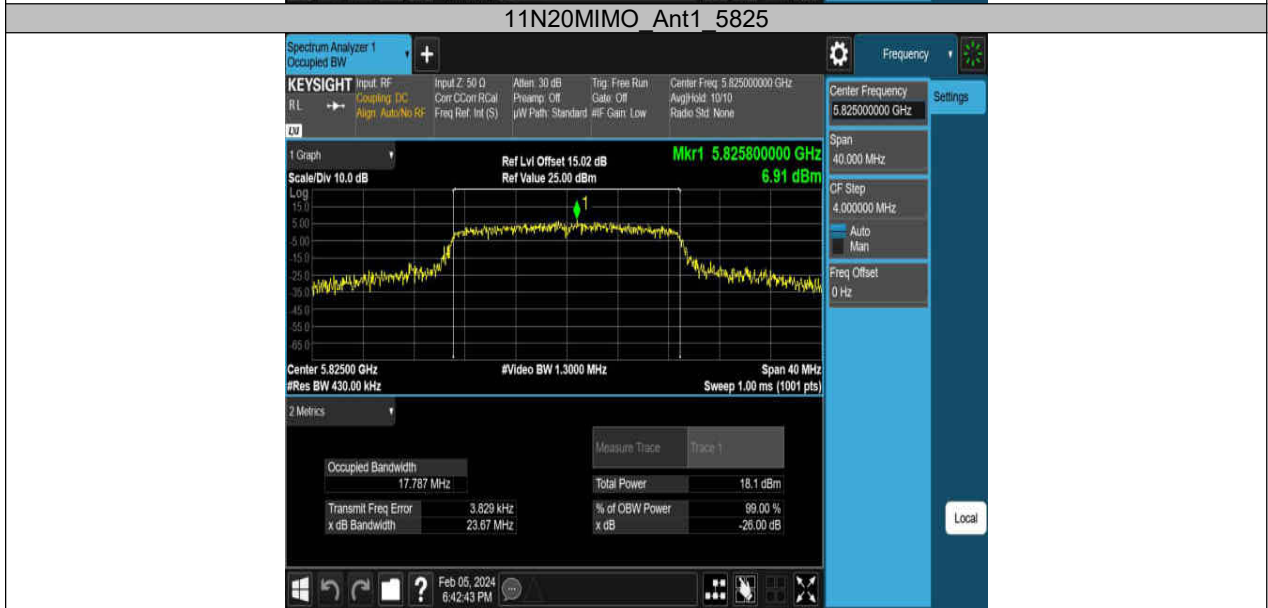 11N20MIMO_Ant1_5825
Spectrum Analyzer 1
Occupied BW
+
Frequency
KEYSIGHT Input: RF Input Z: 50 Ω Atten: 30 dB Trig: Free Run Center Freq: 5.825000000 GHz
RL Coupling: DC Corr CCorr RCal Preamp: Off Gate: Off Avg|Hold: 10/10
Align: Auto/No RF Freq Ref: Int (S) µW Path: Standard #IF Gain: Low Radio Std: None
LXI
Center Frequency
5.825000000 GHz
Settings
Span
40.000 MHz
CF Step
4.000000 MHz
Auto
Man
Freq Offset
0 Hz
1 Graph
Ref Lvl Offset 15.02 dB
Mkr1 5.825800000 GHz
Scale/Div 10.0 dB
Ref Value 25.00 dBm
6.91 dBm
Log
15.0
1
5.00
-5.00
-15.0
-25.0
-35.0
-45.0
-55.0
-65.0
Center 5.82500 GHz #Video BW 1.3000 MHz Span 40 MHz
#Res BW 430.00 kHz Sweep 1.00 ms (1001 pts)
2 Metrics
Measure Trace Trace 1
Occupied Bandwidth
17.787 MHz
Total Power 18.1 dBm
Transmit Freq Error 3.829 kHz % of OBW Power 99.00 %
x dB Bandwidth 23.67 MHz x dB -26.00 dB
Local
?
Feb 05, 2024
6:42:43 PM